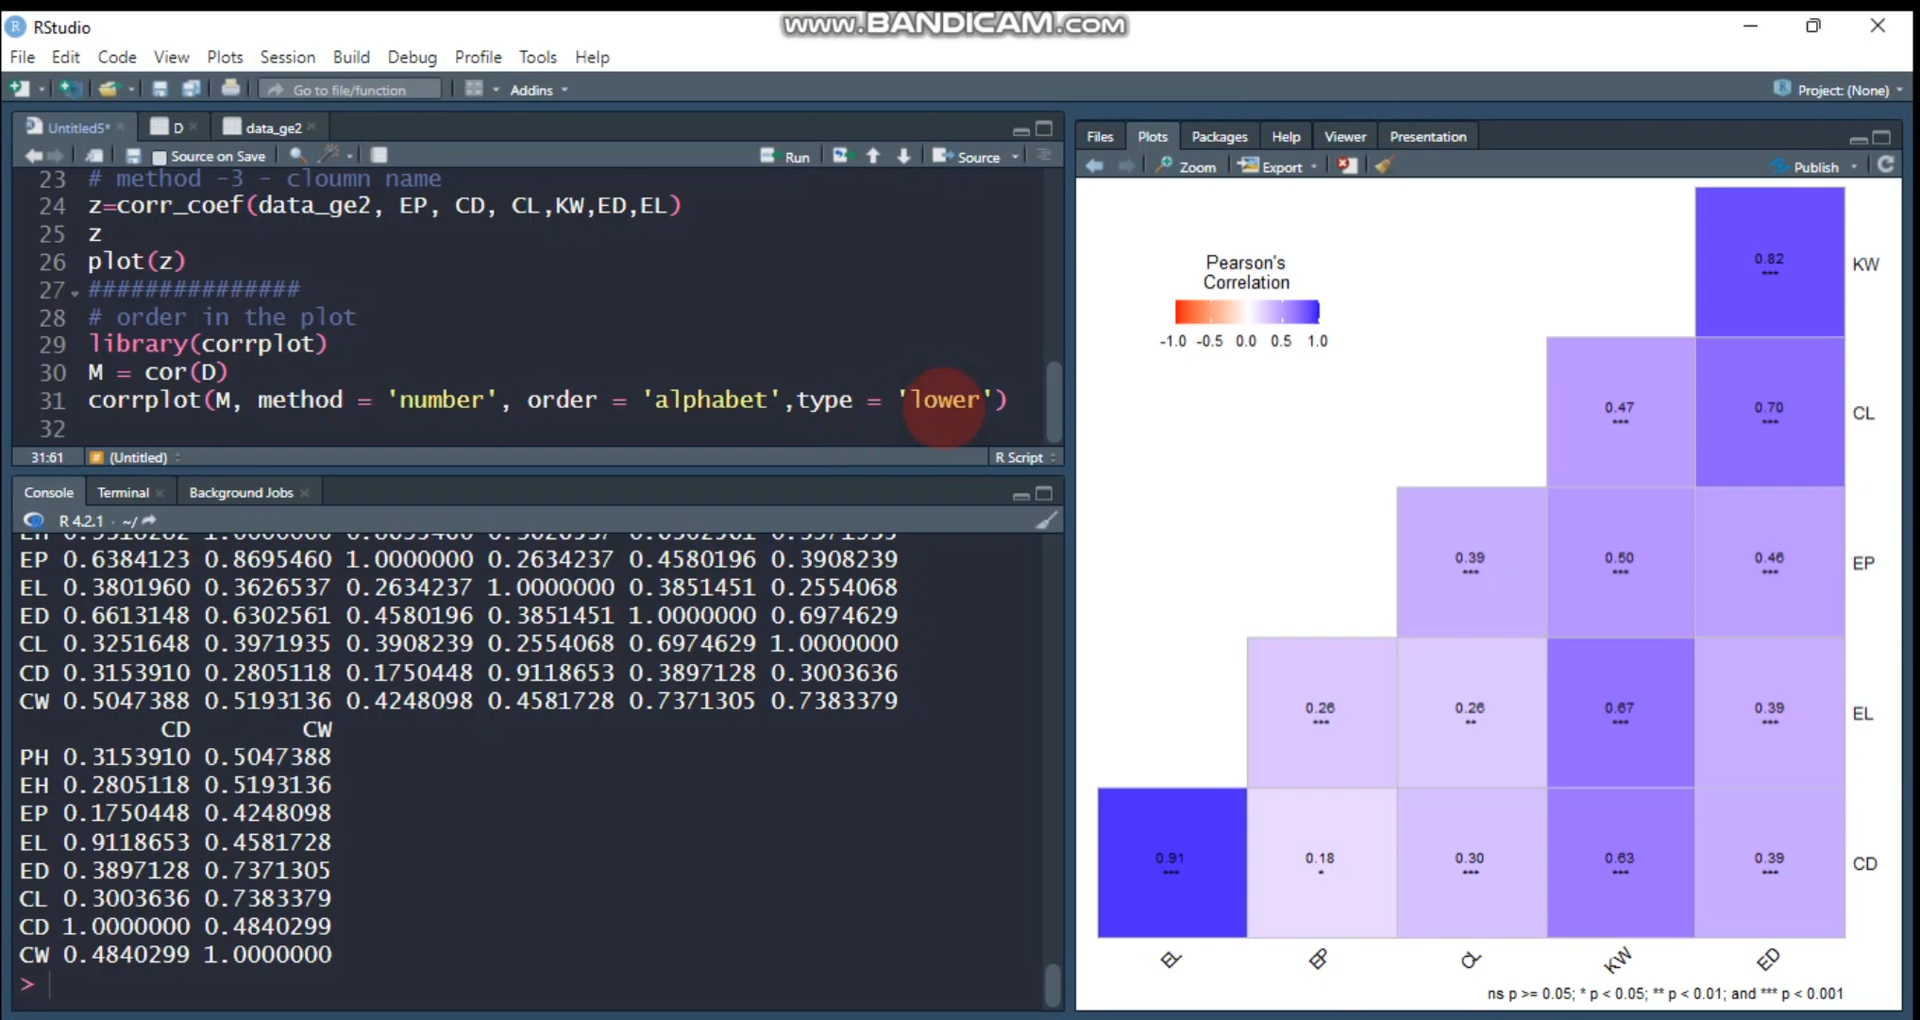 www.BANDICAM.com
RStudio
File Edit Code View Plots Session Build Debug Profile Tools Help
Go to file/function Addins Project: (None)
Untitled5* D data_ge2
Source on Save Run Source
23 # method -3 - cloumn name
24 z=corr_coef(data_ge2, EP, CD, CL,KW,ED,EL)
25 z
26 plot(z)
27 ###############
28 # order in the plot
29 library(corrplot)
30 M = cor(D)
31 corrplot(M, method = 'number', order = 'alphabet',type = 'lower')
32
31:61 (Untitled) R Script
Console Terminal Background Jobs
R 4.2.1 · ~/
EP 0.6384123 0.8695460 1.0000000 0.2634237 0.4580196 0.3908239
EL 0.3801960 0.3626537 0.2634237 1.0000000 0.3851451 0.2554068
ED 0.6613148 0.6302561 0.4580196 0.3851451 1.0000000 0.6974629
CL 0.3251648 0.3971935 0.3908239 0.2554068 0.6974629 1.0000000
CD 0.3153910 0.2805118 0.1750448 0.9118653 0.3897128 0.3003636
CW 0.5047388 0.5193136 0.4248098 0.4581728 0.7371305 0.7383379
CD CW
PH 0.3153910 0.5047388
EH 0.2805118 0.5193136
EP 0.1750448 0.4248098
EL 0.9118653 0.4581728
ED 0.3897128 0.7371305
CL 0.3003636 0.7383379
CD 1.0000000 0.4840299
CW 0.4840299 1.0000000
>
Files Plots Packages Help Viewer Presentation
Zoom Export Publish
Pearson's
Correlation
-1.0 -0.5 0.0 0.5 1.0
0.82 KW
***
0.47 0.70 CL
*** ***
0.39 0.50 0.46 EP
*** *** ***
0.26 0.26 0.67 0.39 EL
*** ** *** ***
0.91 0.18 0.30 0.63 0.39 CD
*** * *** *** ***
EL EP CL KW ED
ns p >= 0.05; * p < 0.05; ** p < 0.01; and *** p < 0.001